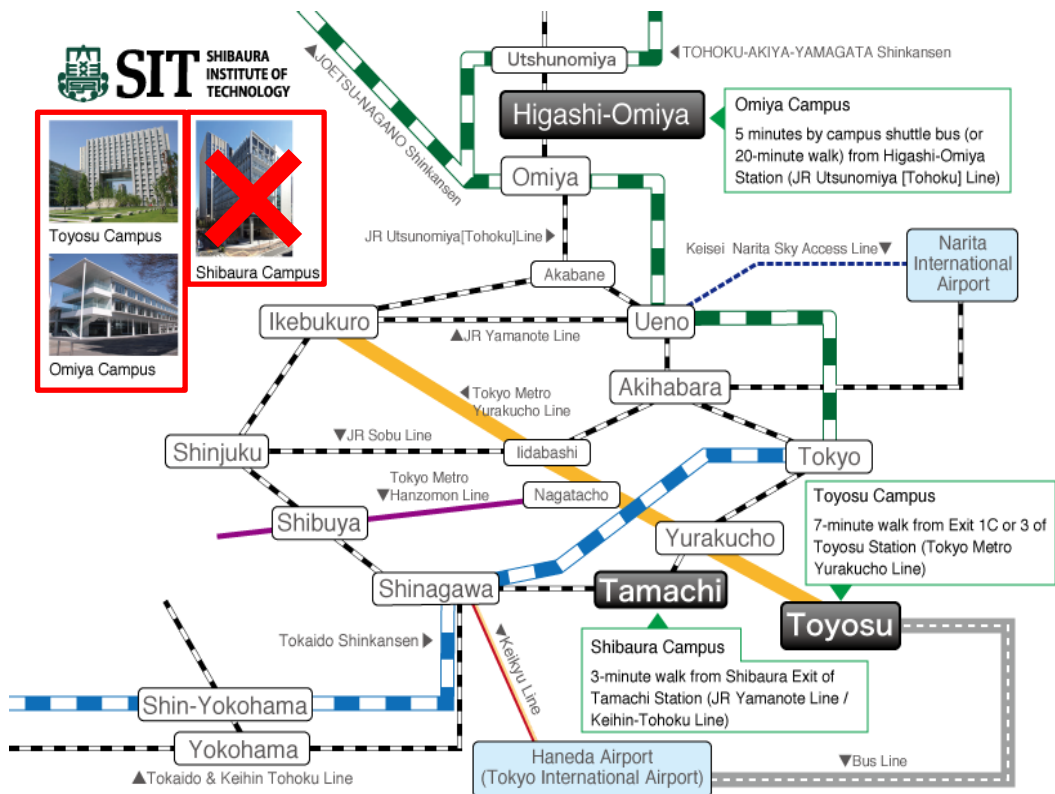 SIT SHIBAURA
INSTITUTE OF
TECHNOLOGY
Toyosu Campus
Shibaura Campus
Omiya Campus
▲JOETSU-NAGANO Shinkansen
Utshunomiya
◀TOHOKU-AKIYA-YAMAGATA Shinkansen
Higashi-Omiya
Omiya Campus
5 minutes by campus shuttle bus (or
20-minute walk) from Higashi-Omiya
Station (JR Utsunomiya [Tohoku] Line)
Omiya
JR Utsunomiya[Tohoku]Line▶
Keisei Narita Sky Access Line▼
Narita
International
Airport
Akabane
Ikebukuro
▲JR Yamanote Line
Ueno
◀Tokyo Metro
Yurakucho Line
Akihabara
Shinjuku
▼JR Sobu Line
Iidabashi
Tokyo
Tokyo Metro
▼Hanzomon Line
Nagatacho
Shibuya
Yurakucho
Toyosu Campus
7-minute walk from Exit 1C or 3 of
Toyosu Station (Tokyo Metro
Yurakucho Line)
Shinagawa
Tamachi
Toyosu
Tokaido Shinkansen▶
◀Keikyu Line
Shibaura Campus
3-minute walk from Shibaura Exit of
Tamachi Station (JR Yamanote Line /
Keihin-Tohoku Line)
Shin-Yokohama
Yokohama
▲Tokaido & Keihin Tohoku Line
Haneda Airport
(Tokyo International Airport)
▼Bus Line